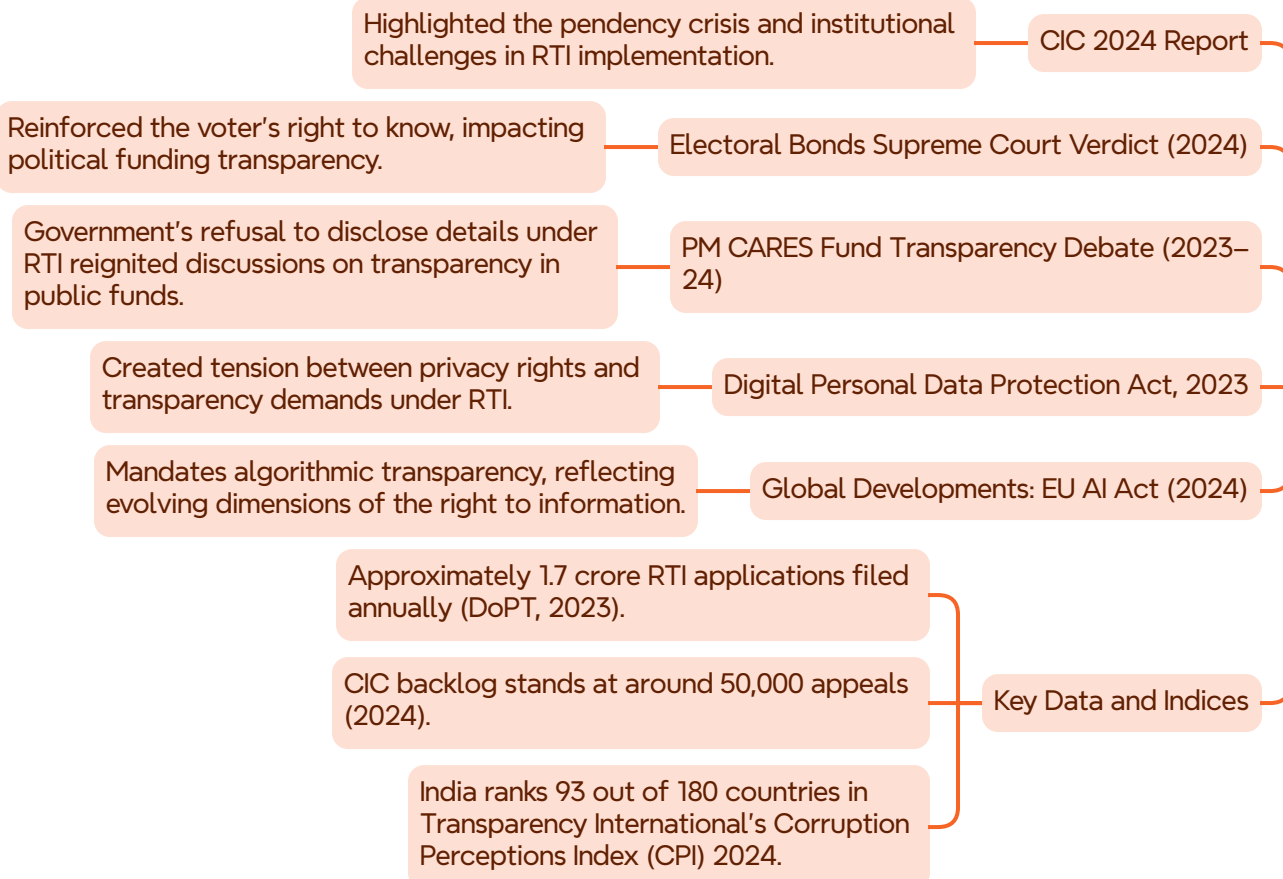 Highlighted the pendency crisis and institutional
challenges in RTI implementation.
CIC 2024 Report
Reinforced the voter's right to know, impacting
political funding transparency.
Electoral Bonds Supreme Court Verdict (2024)
Government's refusal to disclose details under
RTI reignited discussions on transparency in
public funds.
PM CARES Fund Transparency Debate (2023–
24)
Created tension between privacy rights and
transparency demands under RTI.
Digital Personal Data Protection Act, 2023
Mandates algorithmic transparency, reflecting
evolving dimensions of the right to information.
Global Developments: EU AI Act (2024)
Approximately 1.7 crore RTI applications filed
annually (DoPT, 2023).
CIC backlog stands at around 50,000 appeals
(2024).
Key Data and Indices
India ranks 93 out of 180 countries in
Transparency International's Corruption
Perceptions Index (CPI) 2024.